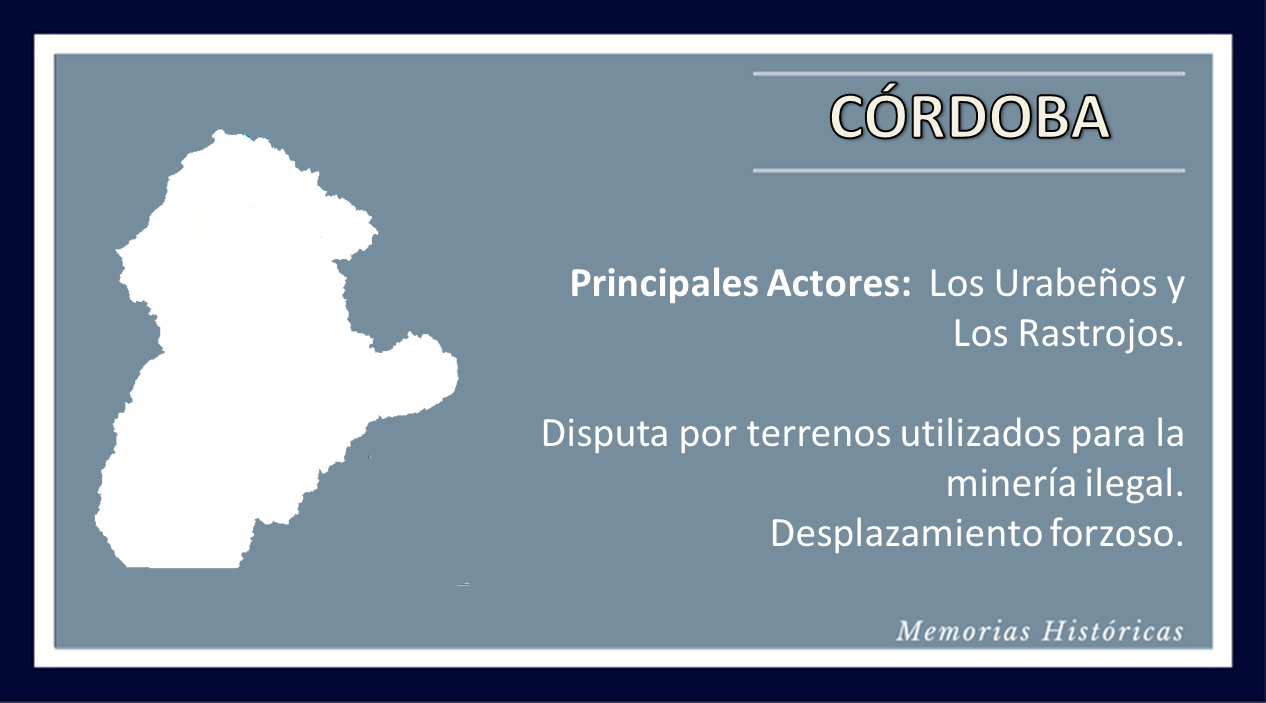 CÓRDOBA
Principales Actores: Los Urabeños y
Los Rastrojos.
Disputa por terrenos utilizados para la
minería ilegal.
Desplazamiento forzoso.
Memorias Históricas